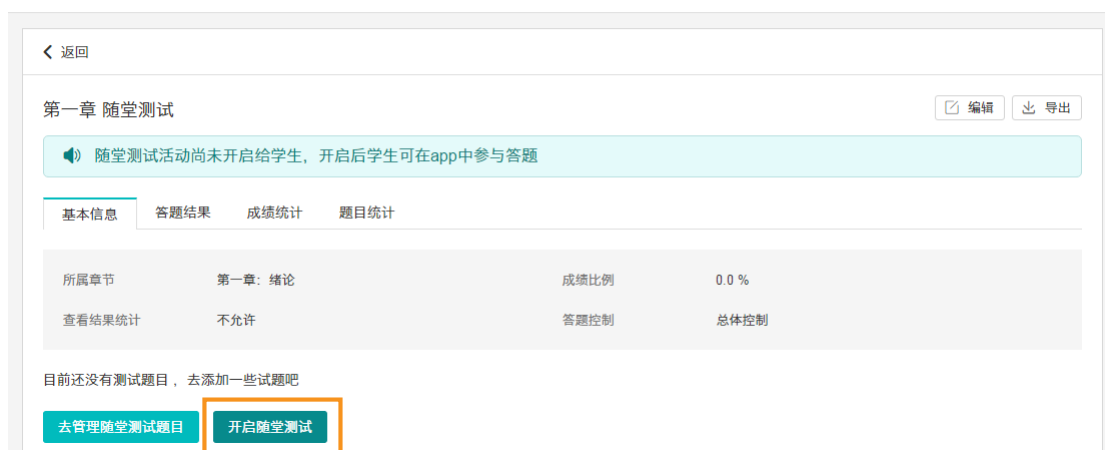 返回
第一章 随堂测试
编辑 导出
随堂测试活动尚未开启给学生，开启后学生可在app中参与答题
基本信息 答题结果 成绩统计 题目统计
所属章节 第一章：绪论 成绩比例 0.0 %
查看结果统计 不允许 答题控制 总体控制
目前还没有测试题目 ，去添加一些试题吧
去管理随堂测试题目 开启随堂测试